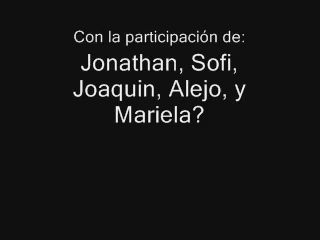 Con la participación de:
Jonathan, Sofi,
Joaquin, Alejo, y
Mariela?